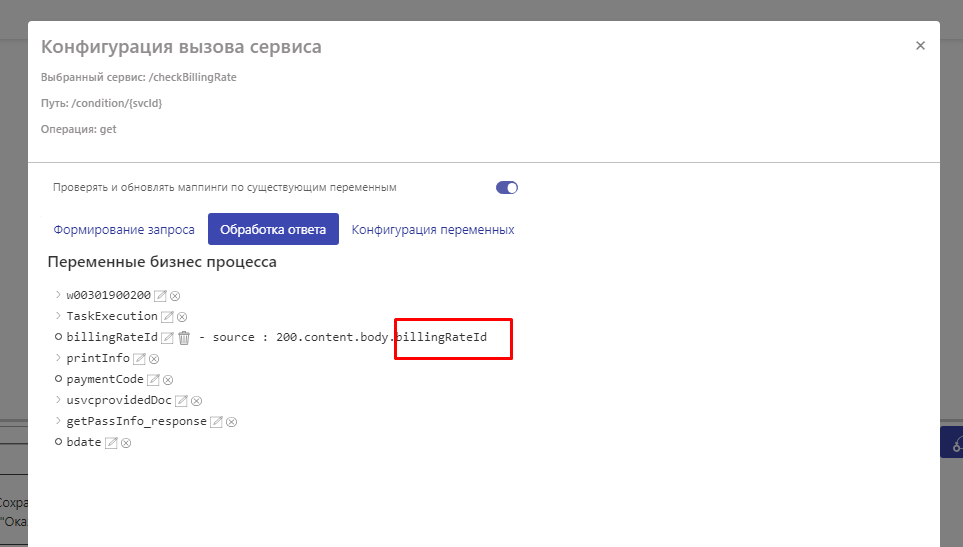 Конфигурация вызова сервиса
×
Выбранный сервис: /checkBillingRate
Путь: /condition/{svcId}
Операция: get
Проверять и обновлять маппинги по существующим переменным
Формирование запроса Обработка ответа Конфигурация переменных
Переменные бизнес процесса
w00301900200
TaskExecution
billingRateId - source : 200.content.body.billingRateId
printInfo
paymentCode
usvcprovidedDoc
getPassInfo_response
bdate